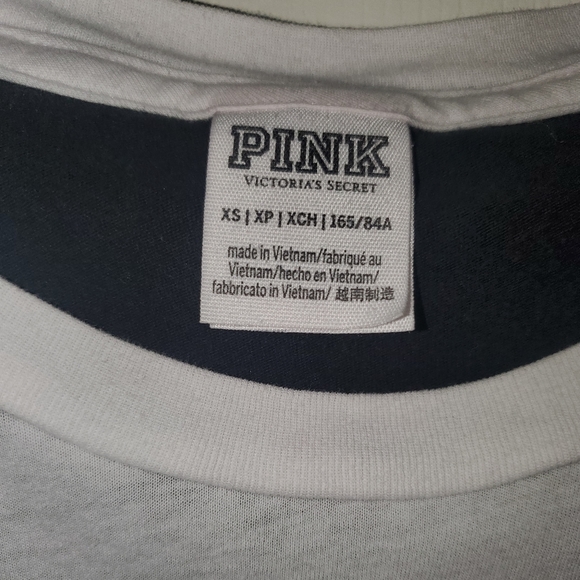 PINK
VICTORIA'S SECRET
XS | XP | XCH | 165/84A
made in Vietnam/fabriqué au
Vietnam/hecho en Vietnam/
fabbricato in Vietnam/ 越南制造